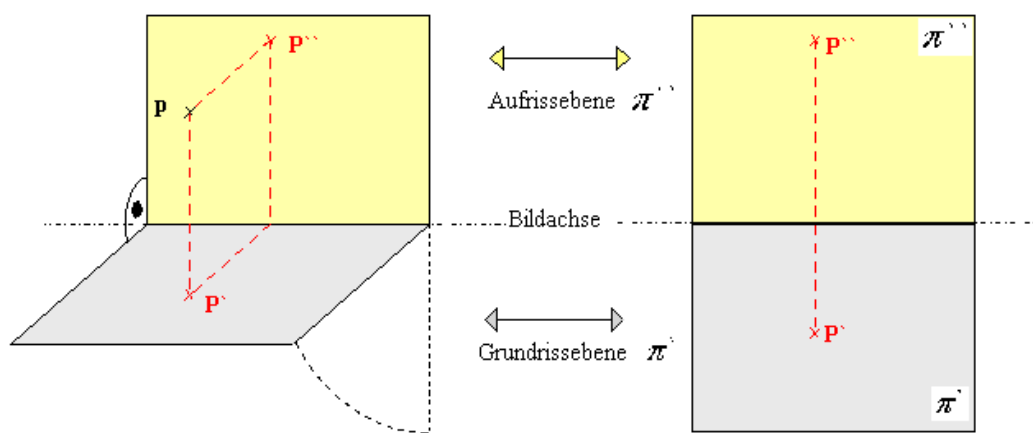 P``
P
P`
Aufrissebene π``
Bildachse
Grundrissebene π`
π``
P``
P`
π`